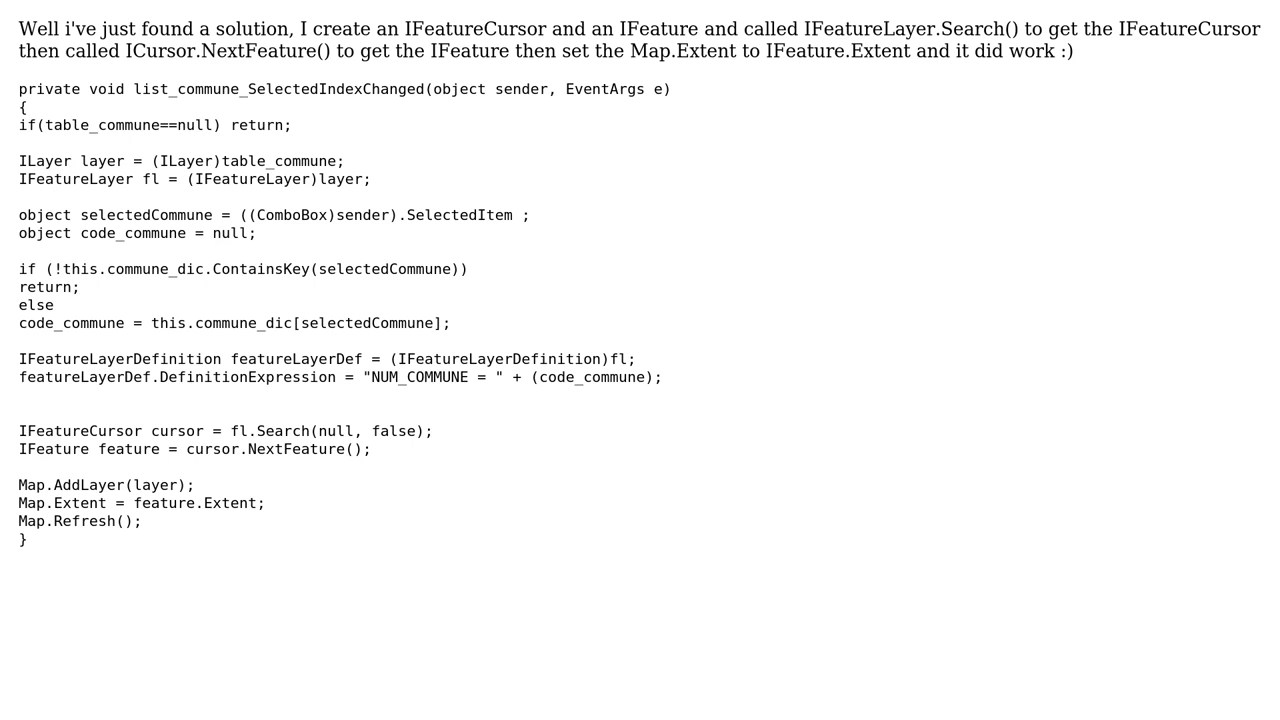 Well i've just found a solution, I create an IFeatureCursor and an IFeature and called IFeatureLayer.Search() to get the IFeatureCursor
then called ICursor.NextFeature() to get the IFeature then set the Map.Extent to IFeature.Extent and it did work :)
private void list_commune_SelectedIndexChanged(object sender, EventArgs e)
{
if(table_commune==null) return;
ILayer layer = (ILayer)table_commune;
IFeatureLayer fl = (IFeatureLayer)layer;
object selectedCommune = ((ComboBox)sender).SelectedItem ;
object code_commune = null;
if (!this.commune_dic.ContainsKey(selectedCommune))
return;
else
code_commune = this.commune_dic[selectedCommune];
IFeatureLayerDefinition featureLayerDef = (IFeatureLayerDefinition)fl;
featureLayerDef.DefinitionExpression = "NUM_COMMUNE = " + (code_commune);
IFeatureCursor cursor = fl.Search(null, false);
IFeature feature = cursor.NextFeature();
Map.AddLayer(layer);
Map.Extent = feature.Extent;
Map.Refresh();
}